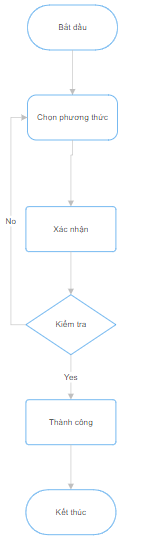 Bắt đầu
Chọn phương thức
Xác nhận
No
Kiểm tra
Yes
Thành công
Kết thúc